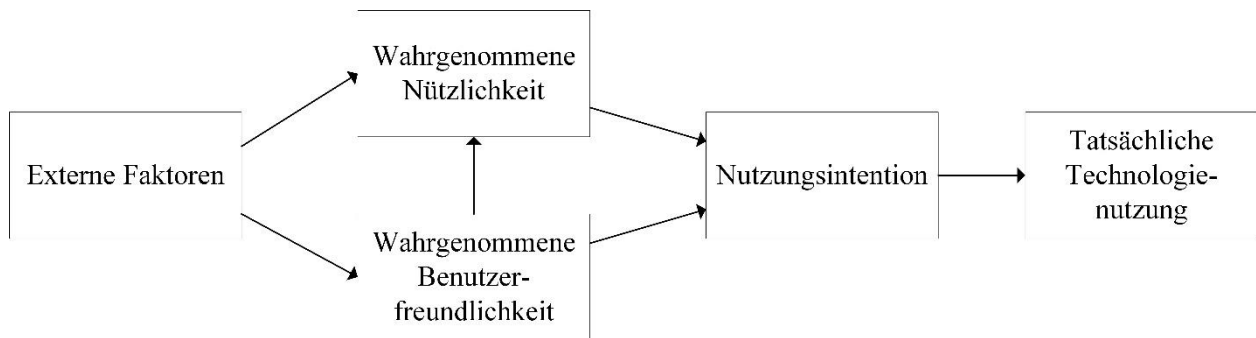 Externe Faktoren
Wahrgenommene
Nützlichkeit
Wahrgenommene
Benutzer-
freundlichkeit
Nutzungsintention
Tatsächliche
Technologie-
nutzung